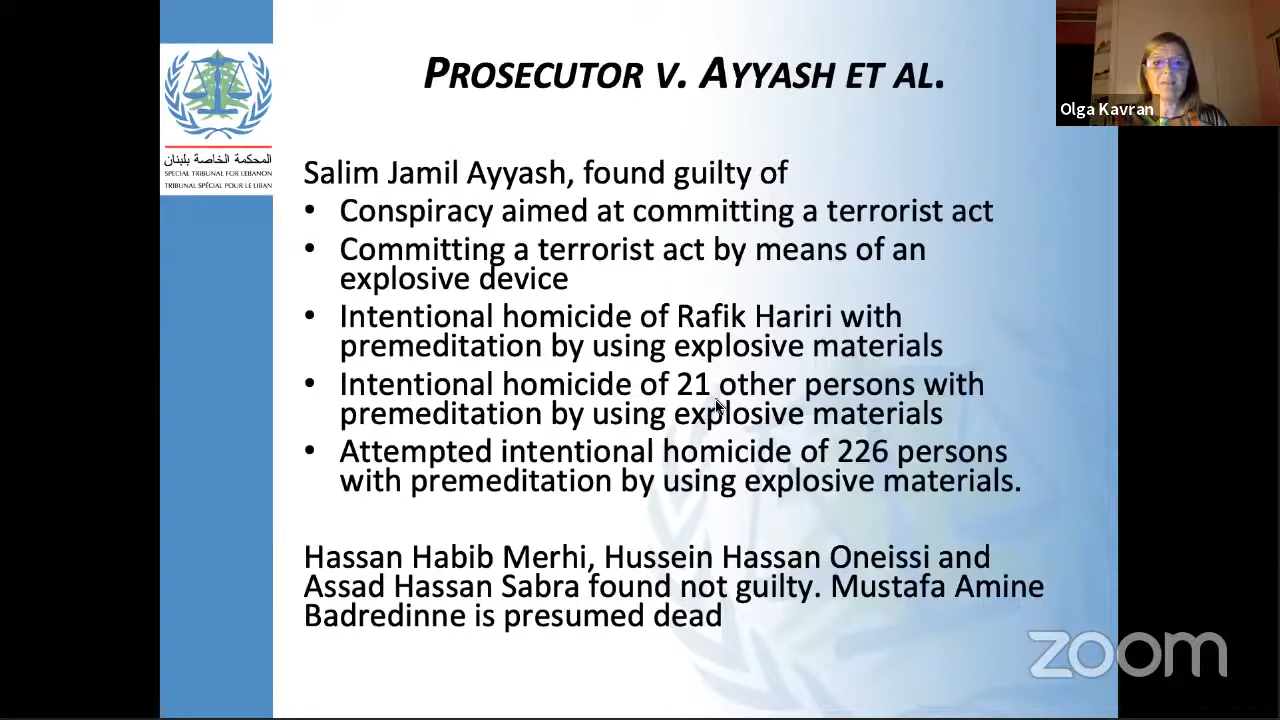 PROSECUTOR V. AYYASH ET AL.
Olga Kavran
المحكمة الخاصة بلبنان
SPECIAL TRIBUNAL FOR LEBANON
TRIBUNAL SPÉCIAL POUR LE LIBAN
Salim Jamil Ayyash, found guilty of
• Conspiracy aimed at committing a terrorist act
• Committing a terrorist act by means of an
explosive device
• Intentional homicide of Rafik Hariri with
premeditation by using explosive materials
• Intentional homicide of 21 other persons with
premeditation by using explosive materials
• Attempted intentional homicide of 226 persons
with premeditation by using explosive materials.
Hassan Habib Merhi, Hussein Hassan Oneissi and
Assad Hassan Sabra found not guilty. Mustafa Amine
Badredinne is presumed dead
zoom